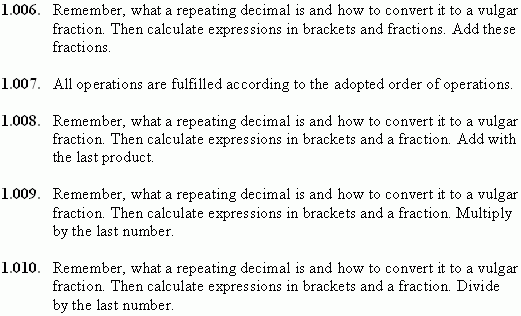 1.006. Remember, what a repeating decimal is and how to convert it to a vulgar
fraction. Then calculate expressions in brackets and fractions. Add these
fractions.
1.007. All operations are fulfilled according to the adopted order of operations.
1.008. Remember, what a repeating decimal is and how to convert it to a vulgar
fraction. Then calculate expressions in brackets and a fraction. Add with
the last product.
1.009. Remember, what a repeating decimal is and how to convert it to a vulgar
fraction. Then calculate expressions in brackets and a fraction. Multiply
by the last number.
1.010. Remember, what a repeating decimal is and how to convert it to a vulgar
fraction. Then calculate expressions in brackets and a fraction. Divide
by the last number.